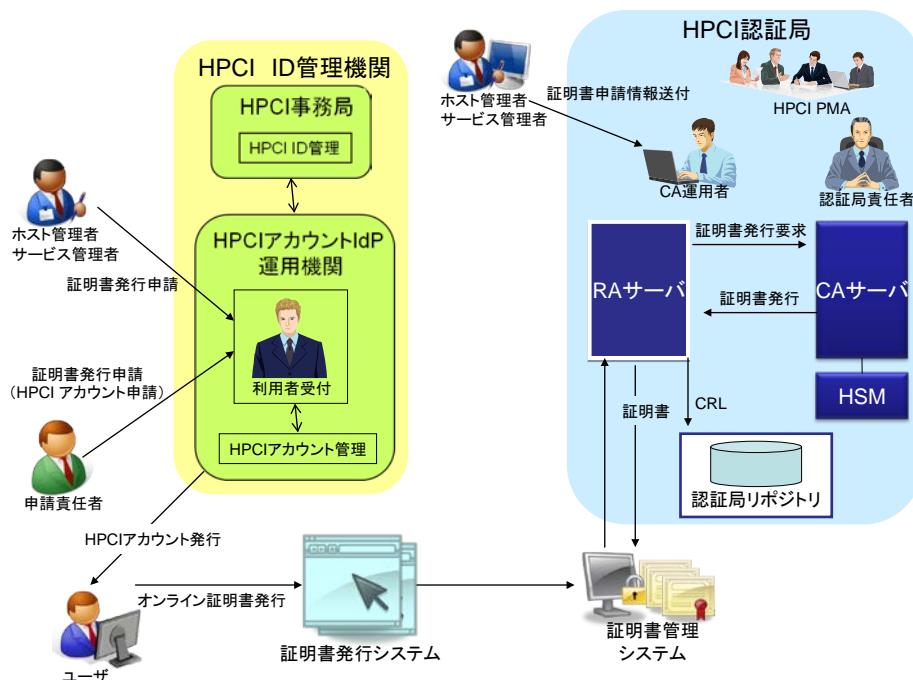 HPCI ID管理機関
HPCI事務局
HPCI ID管理
ホスト管理者
サービス管理者
証明書発行申請
HPCIアカウントIdP
運用機関
利用者受付
HPCIアカウント管理
証明書発行申請
（HPCI アカウント申請）
申請責任者
HPCIアカウント発行
ユーザ
オンライン証明書発行
証明書発行システム
証明書管理
システム
HPCI認証局
HPCI PMA
ホスト管理者
サービス管理者
証明書申請情報送付
CA運用者
認証局責任者
RAサーバ
証明書発行要求
証明書発行
CAサーバ
HSM
証明書
CRL
認証局リポジトリ